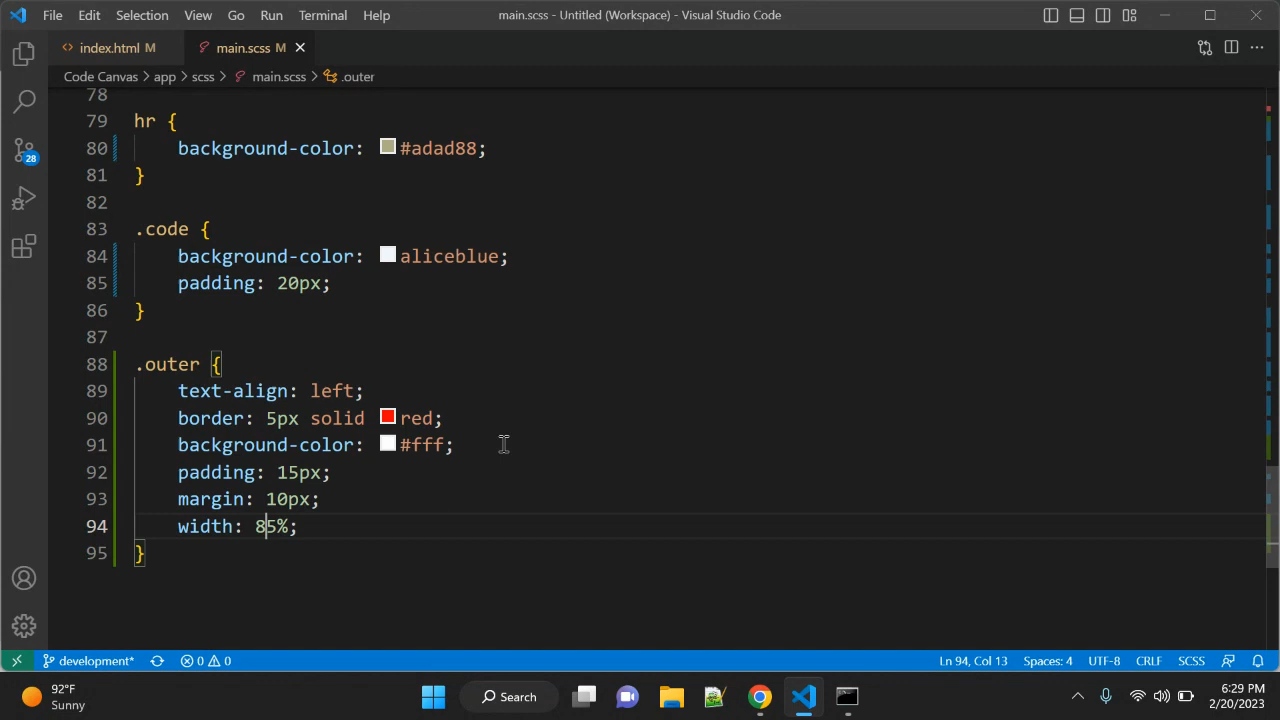 File Edit Selection View Go Run Terminal Help main.scss - Untitled (Workspace) - Visual Studio Code
index.html M main.scss M
Code Canvas > app > scss > main.scss > .outer
78
79 hr {
80 background-color: #adad88;
81 }
82
83 .code {
84 background-color: aliceblue;
85 padding: 20px;
86 }
87
88 .outer {
89 text-align: left;
90 border: 5px solid red;
91 background-color: #fff;
92 padding: 15px;
93 margin: 10px;
94 width: 85%;
95 }
28
development* 0 0 Ln 94, Col 13 Spaces: 4 UTF-8 CRLF SCSS
92°F
Sunny
Search
6:29 PM
2/20/2023